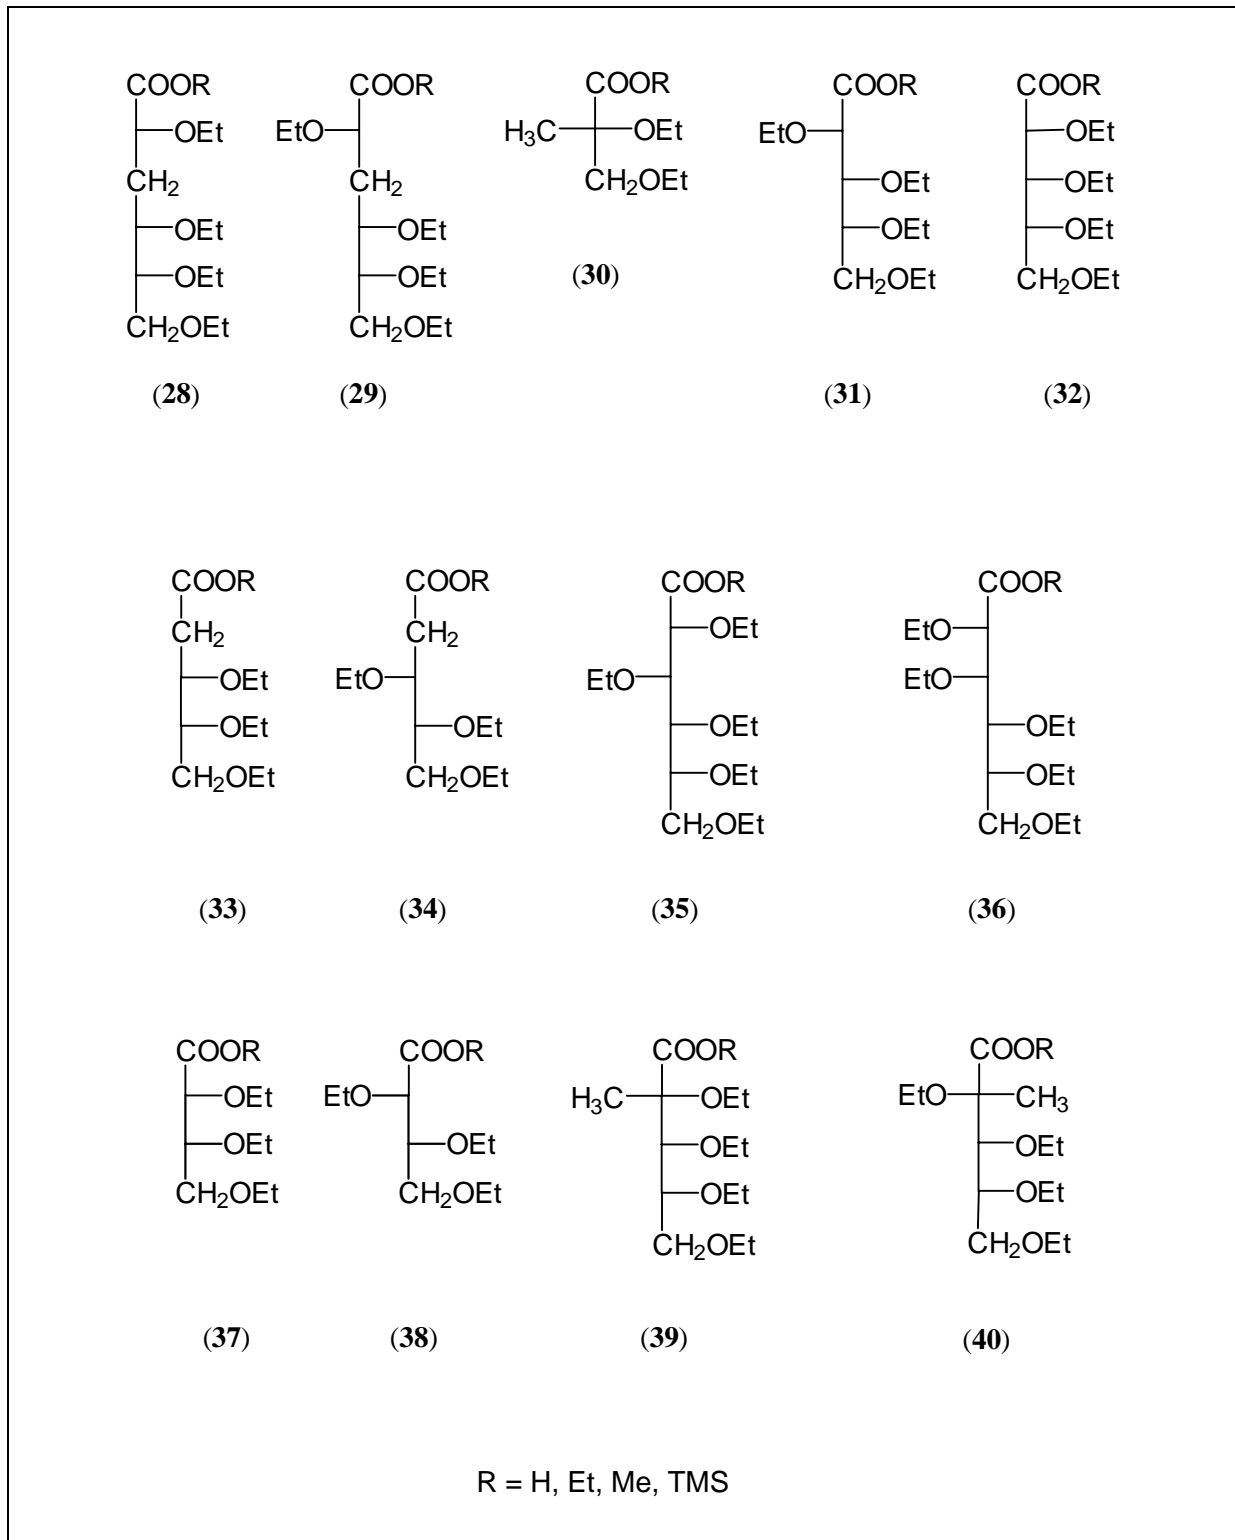 COOR COOR COOR COOR COOR
OEt EtO H3C OEt EtO OEt
CH2 CH2 CH2OEt OEt OEt
OEt OEt OEt OEt
OEt OEt (30) CH2OEt CH2OEt
CH2OEt CH2OEt
(28) (29) (31) (32)
COOR COOR COOR COOR
CH2 CH2 OEt EtO
OEt EtO EtO EtO
OEt OEt OEt OEt
CH2OEt CH2OEt OEt OEt
CH2OEt CH2OEt
(33) (34) (35) (36)
COOR COOR COOR COOR
OEt EtO H3C OEt EtO CH3
OEt OEt OEt OEt
CH2OEt CH2OEt OEt OEt
CH2OEt CH2OEt
(37) (38) (39) (40)
R = H, Et, Me, TMS